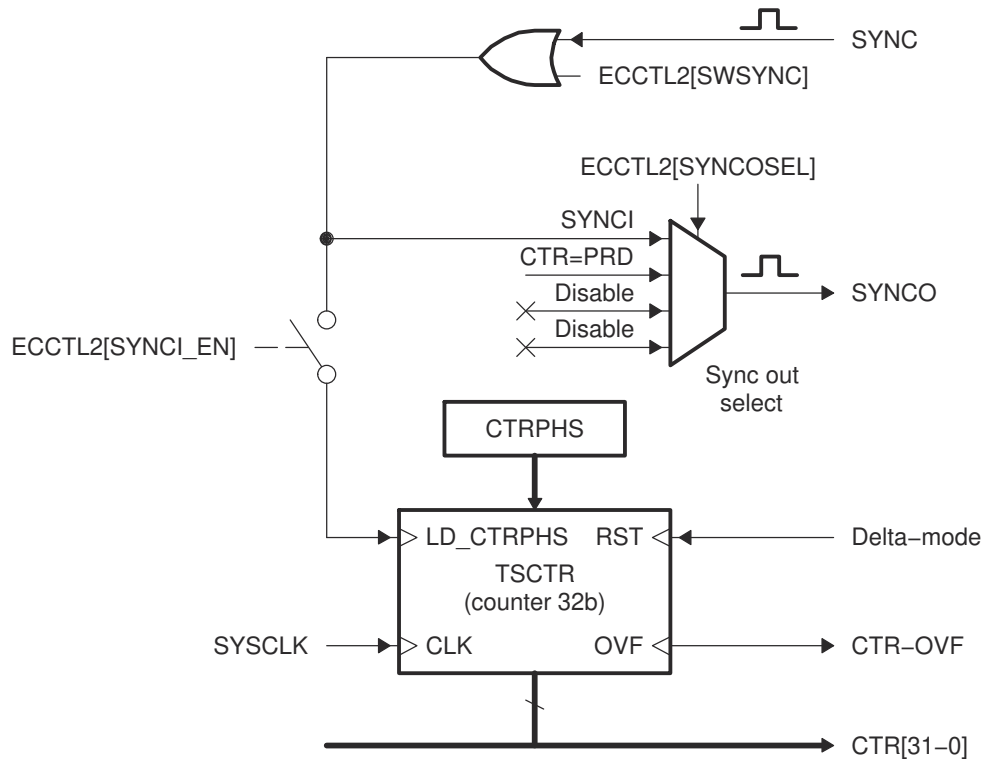 SYNC
ECCTL2[SWSYNC]
ECCTL2[SYNCOSEL]
SYNCI
CTR=PRD
Disable
SYNCO
Disable
ECCTL2[SYNCI_EN]
Sync out
select
CTRPHS
LD_CTRPHS RST
Delta−mode
TSCTR
(counter 32b)
SYSCLK
CLK OVF
CTR−OVF
CTR[31−0]